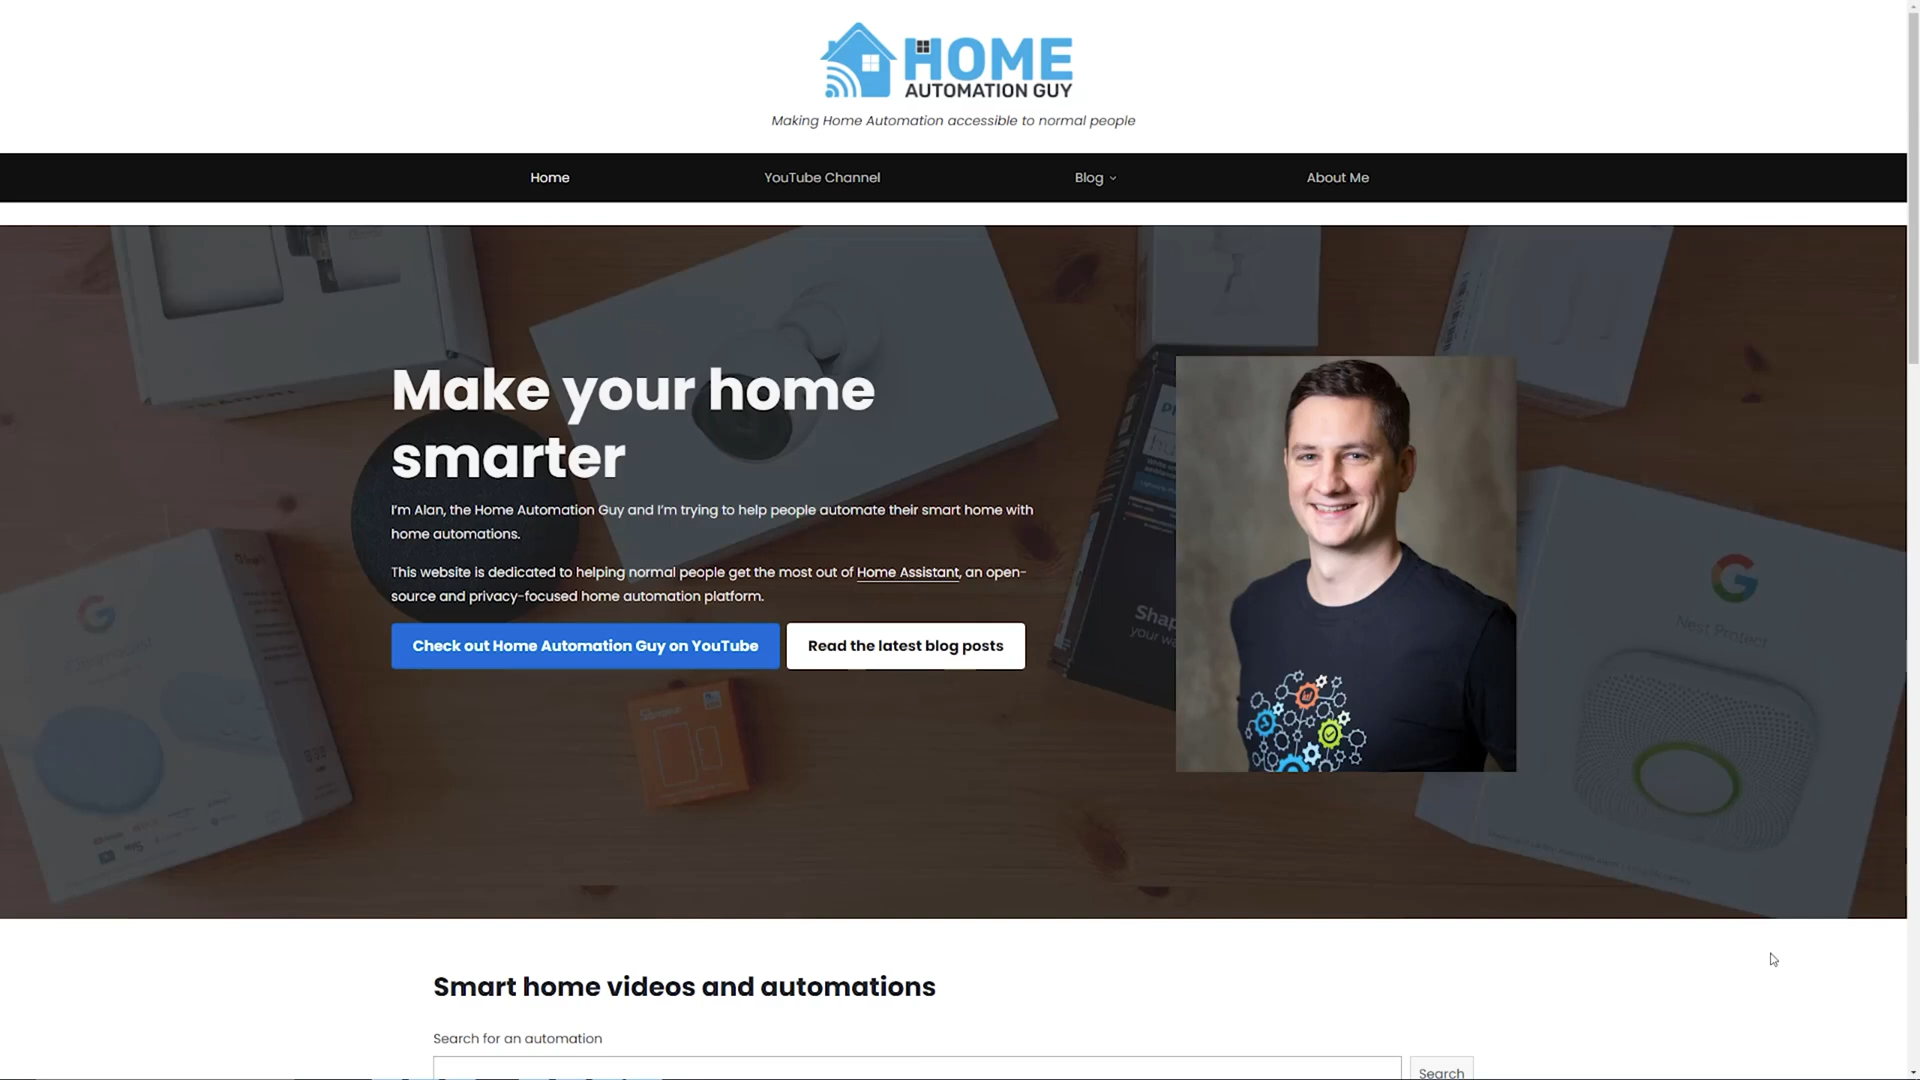 HOME
AUTOMATION GUY
Making Home Automation accessible to normal people
Home
YouTube Channel
Blog
About Me
Make your home
smarter
I'm Alan, the Home Automation Guy and I'm trying to help people automate their smart home with
home automations.
This website is dedicated to helping normal people get the most out of Home Assistant, an open-
source and privacy-focused home automation platform.
Check out Home Automation Guy on YouTube
Read the latest blog posts
Nest Protect
Smart home videos and automations
Search for an automation
Search